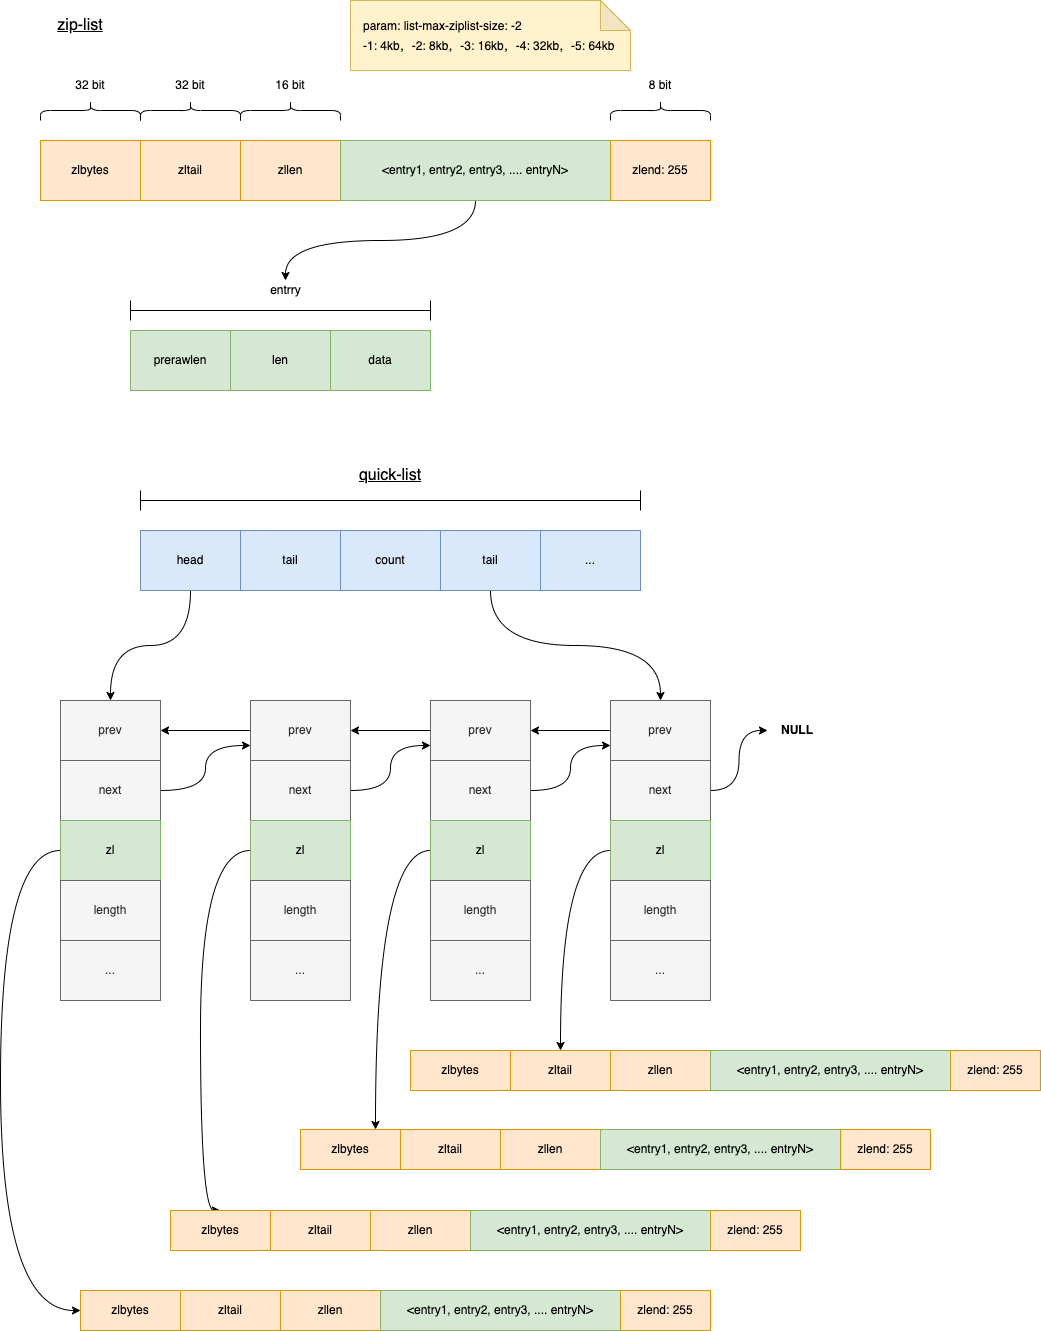 zip-list
param: list-max-ziplist-size: -2
-1: 4kb, -2: 8kb, -3: 16kb, -4: 32kb, -5: 64kb
32 bit
32 bit
16 bit
8 bit
zlbytes
zltail
zllen
<entry1, entry2, entry3, .... entryN>
zlend: 255
entrry
prerawlen
len
data
quick-list
head
tail
count
tail
...
prev
prev
prev
prev
NULL
next
next
next
next
zl
zl
zl
zl
length
length
length
length
...
...
...
...
zlbytes
zltail
zllen
<entry1, entry2, entry3, .... entryN>
zlend: 255
zlbytes
zltail
zllen
<entry1, entry2, entry3, .... entryN>
zlend: 255
zlbytes
zltail
zllen
<entry1, entry2, entry3, .... entryN>
zlend: 255
zlbytes
zltail
zllen
<entry1, entry2, entry3, .... entryN>
zlend: 255